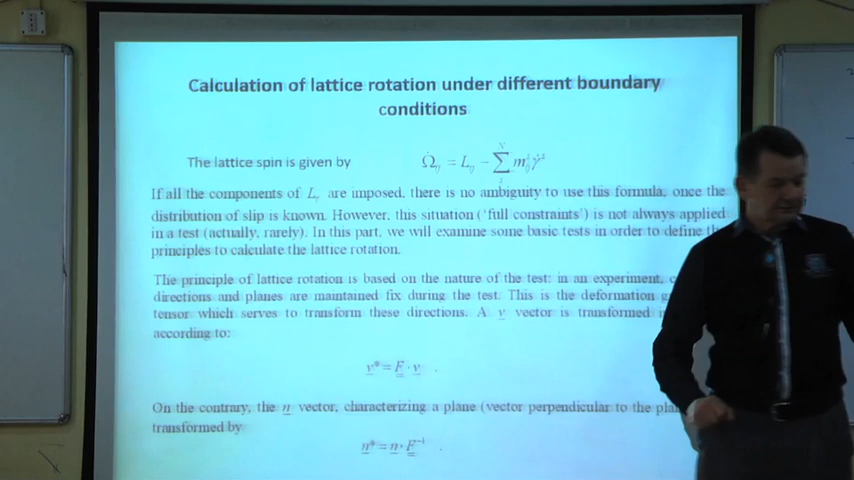 Calculation of lattice rotation under different boundary
conditions
The lattice spin is given by Ω̇ij = Lij − ∑ mˢij γ̇ˢ
If all the components of Lij are imposed, there is no ambiguity to use this formula, once the
distribution of slip is known. However, this situation ('full constraints') is not always applied
in a test (actually, rarely). In this part, we will examine some basic tests in order to define
principles to calculate the lattice rotation.
The principle of lattice rotation is based on the nature of the test: in an experiment,
directions and planes are maintained fix during the test. This is the deformation
tensor which serves to transform these directions. A v vector is transformed
according to:
v* = F · v .
On the contrary, the n vector, characterizing a plane (vector perpendicular to the
transformed by
n* = n · F⁻¹ .